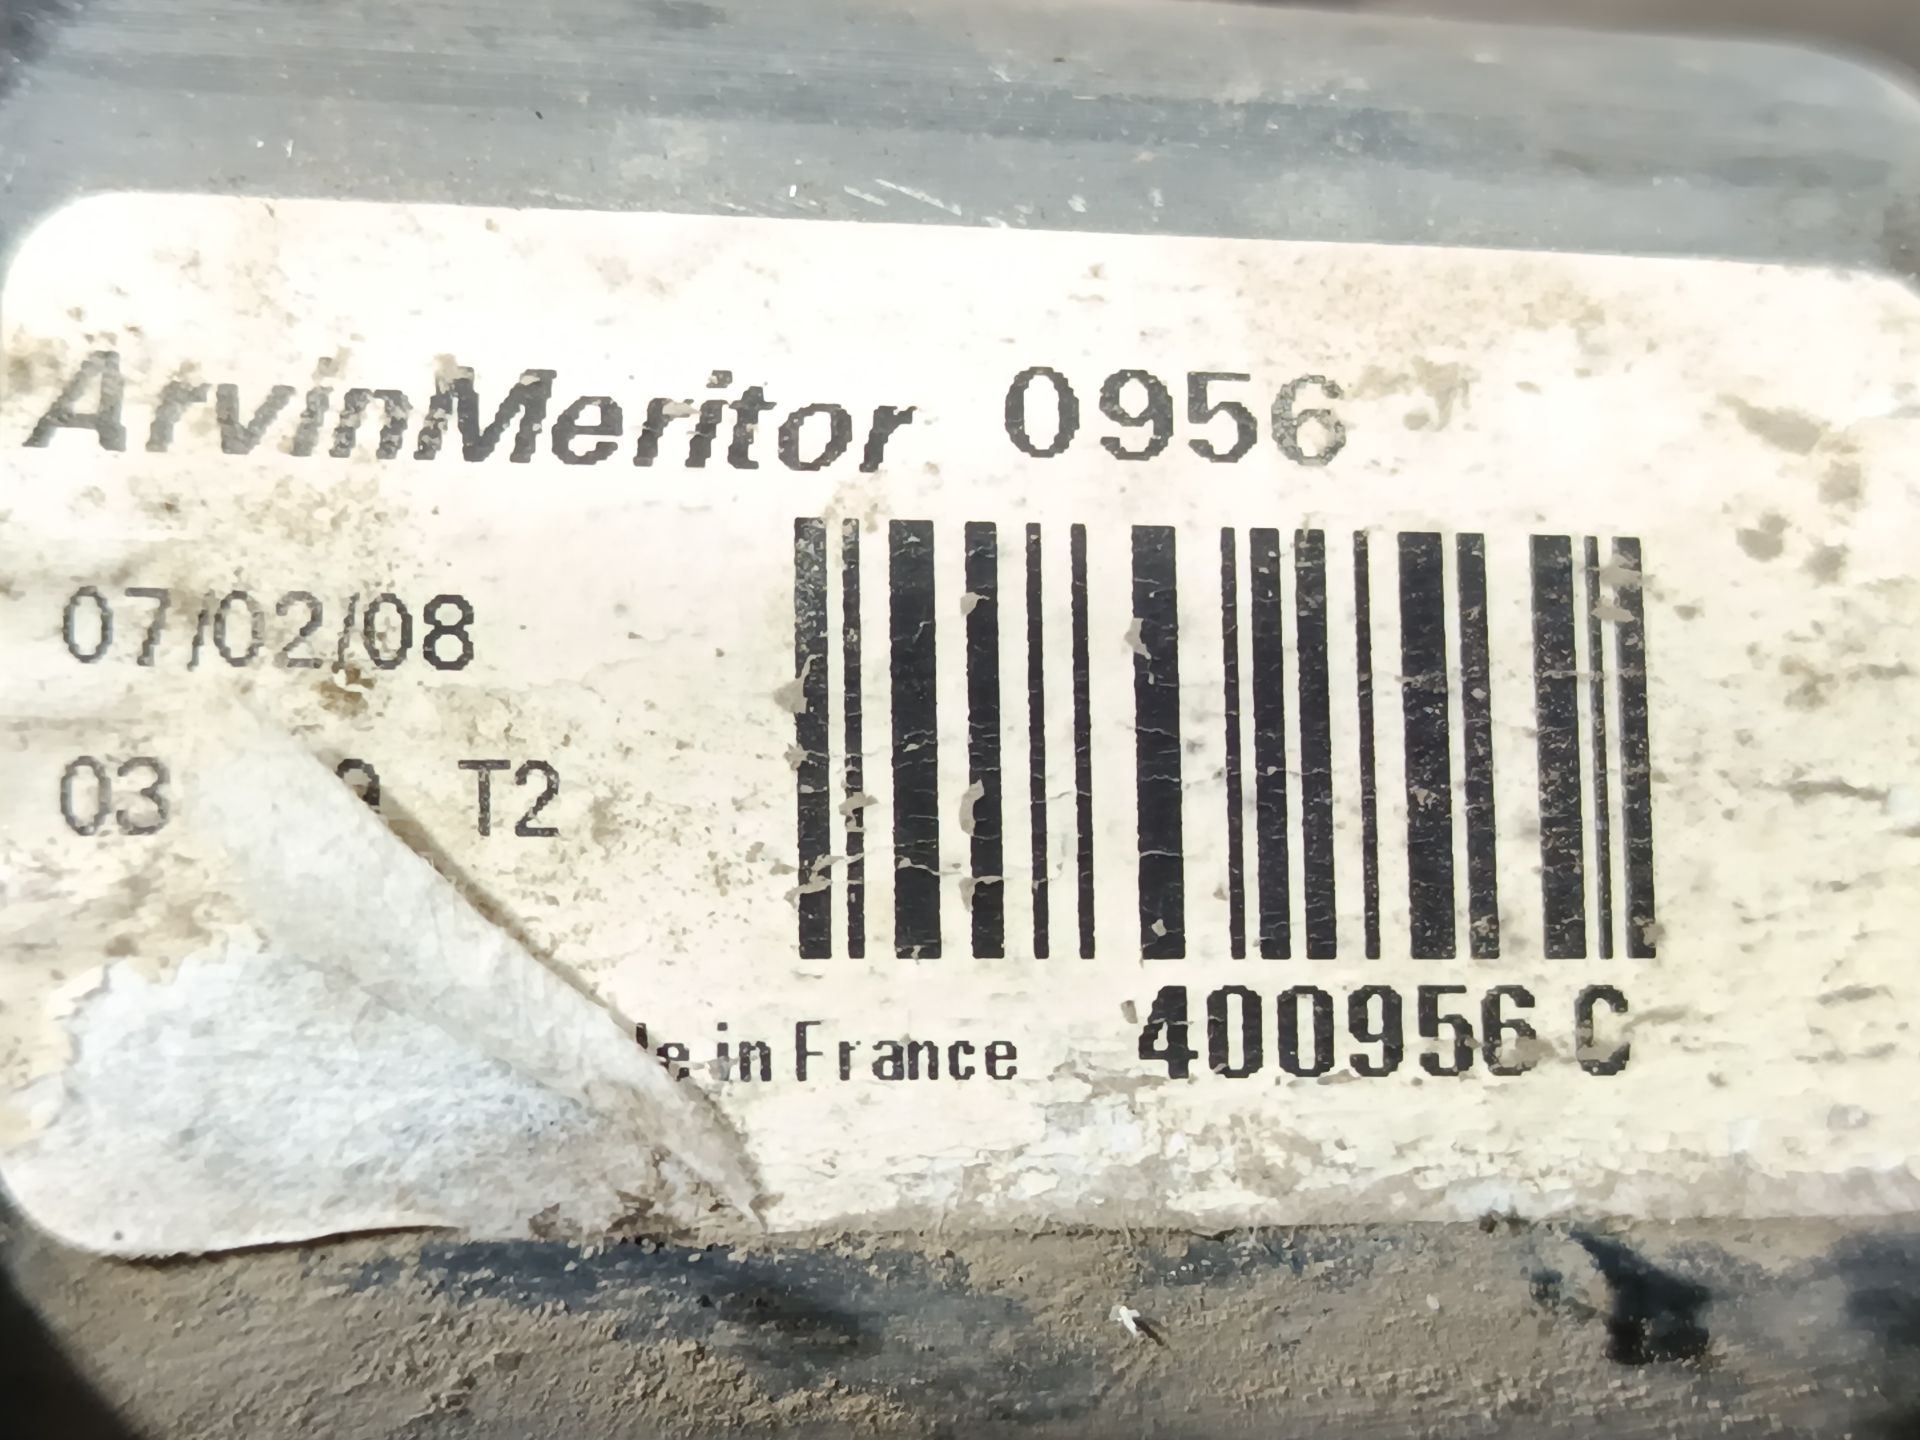 ArvinMeritor 0956
07/02/08
03 T2
in France 400956 C